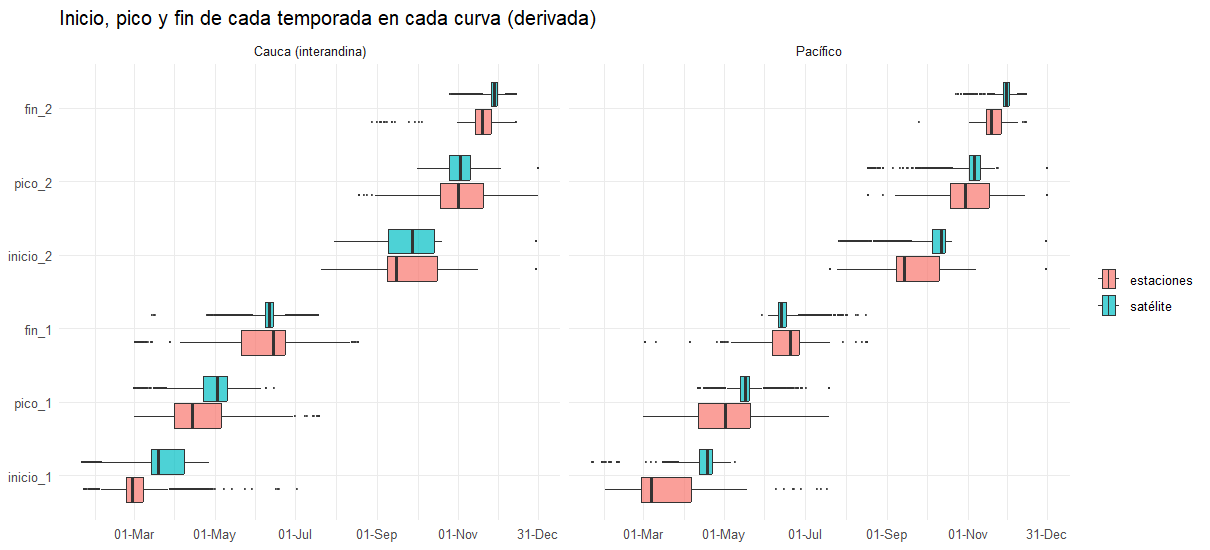 Inicio, pico y fin de cada temporada en cada curva (derivada)
Cauca (interandina)
Pacífico
fin_2
pico_2
inicio_2
fin_1
pico_1
inicio_1
estaciones
satélite
01-Mar 01-May 01-Jul 01-Sep 01-Nov 31-Dec
01-Mar 01-May 01-Jul 01-Sep 01-Nov 31-Dec